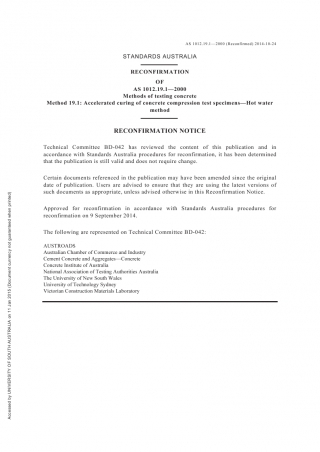 AS 1012.19.1—2000 (Reconfirmed) 2014-10-24
STANDARDS AUSTRALIA
RECONFIRMATION
OF
AS 1012.19.1—2000
Methods of testing concrete
Method 19.1: Accelerated curing of concrete compression test specimens—Hot water
method
RECONFIRMATION NOTICE
Technical Committee BD-042 has reviewed the content of this publication and in
accordance with Standards Australia procedures for reconfirmation, it has been determined
that the publication is still valid and does not require change.
Certain documents referenced in the publication may have been amended since the original
date of publication. Users are advised to ensure that they are using the latest versions of
such documents as appropriate, unless advised otherwise in this Reconfirmation Notice.
Approved for reconfirmation in accordance with Standards Australia procedures for
reconfirmation on 9 September 2014.
The following are represented on Technical Committee BD-042:
AUSTROADS
Australian Chamber of Commerce and Industry
Cement Concrete and Aggregates—Concrete
Concrete Institute of Australia
National Association of Testing Authorities Australia
The University of New South Wales
University of Technology Sydney
Victorian Construction Materials Laboratory
Accessed by UNIVERSITY OF SOUTH AUSTRALIA on 11 Jan 2015 (Document currency not guaranteed when printed)